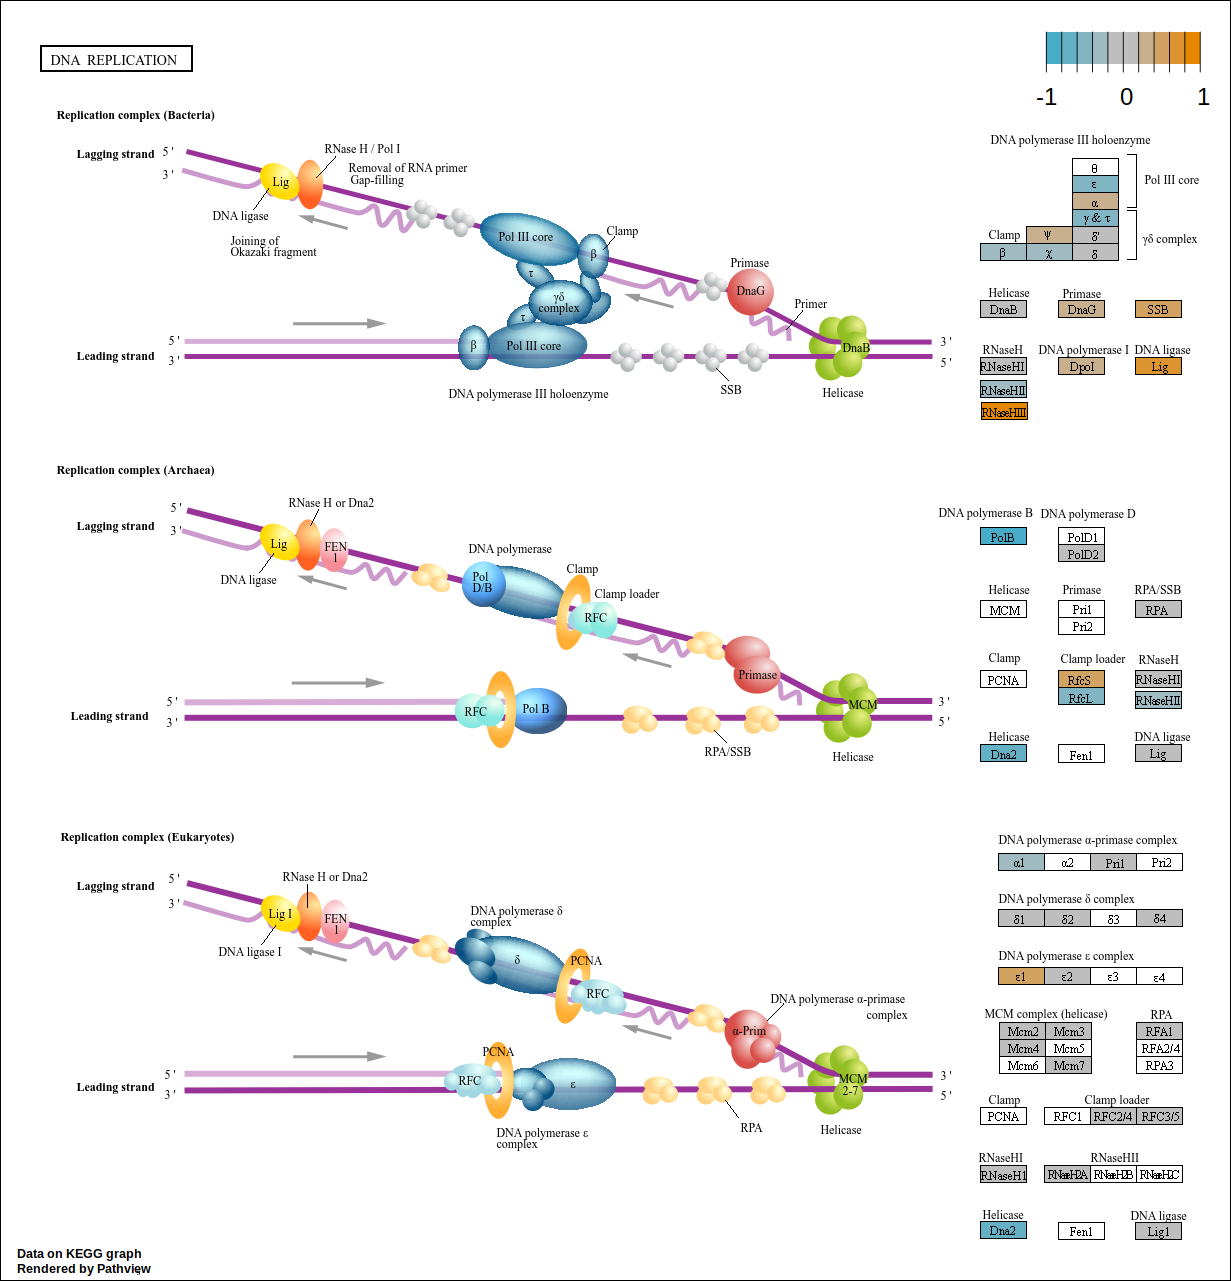 DNA REPLICATION
-1 0 1
Replication complex (Bacteria)
Lagging strand 5 '
3 '
RNase H / Pol I
Removal of RNA primer
Gap-filling
Lig
DNA ligase
Joining of
Okazaki fragment
Pol III core
Clamp
β
τ
γδ
complex
τ
Primase
DnaG
Primer
β
Pol III core
DnaB
5 '
Leading strand 3 '
3 '
5 '
SSB
Helicase
DNA polymerase III holoenzyme
DNA polymerase III holoenzyme
θ
ε
α
Pol III core
γ & τ
Clamp ψ δ'
β χ δ
γδ complex
Helicase Primase
DnaB DnaG SSB
RNaseH DNA polymerase I DNA ligase
RNaseHI DpoI Lig
RNaseHII
RNaseHIII
Replication complex (Archaea)
Lagging strand 5 '
3 '
RNase H or Dna2
Lig
FEN
1
DNA ligase
DNA polymerase
Pol
D/B
Clamp
Clamp loader
RFC
Primase
MCM
5 '
Leading strand 3 '
RFC
Pol B
3 '
5 '
RPA/SSB
Helicase
DNA polymerase B DNA polymerase D
PolB PolD1
PolD2
Helicase Primase RPA/SSB
MCM Pri1 RPA
Pri2
Clamp Clamp loader RNaseH
PCNA RfcS RNaseHI
RfcL RNaseHII
Helicase DNA ligase
Dna2 Fen1 Lig
Replication complex (Eukaryotes)
Lagging strand 5 '
3 '
RNase H or Dna2
Lig I
FEN
1
DNA ligase I
DNA polymerase δ
complex
δ
PCNA
RFC
DNA polymerase α-primase
complex
α-Prim
PCNA
RFC
ε
MCM
2-7
5 '
Leading strand 3 '
3 '
5 '
DNA polymerase ε
complex
RPA
Helicase
DNA polymerase α-primase complex
α1 α2 Pri1 Pri2
DNA polymerase δ complex
δ1 δ2 δ3 δ4
DNA polymerase ε complex
ε1 ε2 ε3 ε4
MCM complex (helicase) RPA
Mcm2 Mcm3 RFA1
Mcm4 Mcm5 RFA2/4
Mcm6 Mcm7 RPA3
Clamp Clamp loader
PCNA RFC1 RFC2/4 RFC3/5
RNaseHI RNaseHII
RNaseH1 RNaseH2A RNaseH2B RNaseH2C
Helicase DNA ligase
Dna2 Fen1 Lig1
Data on KEGG graph
Rendered by Pathview